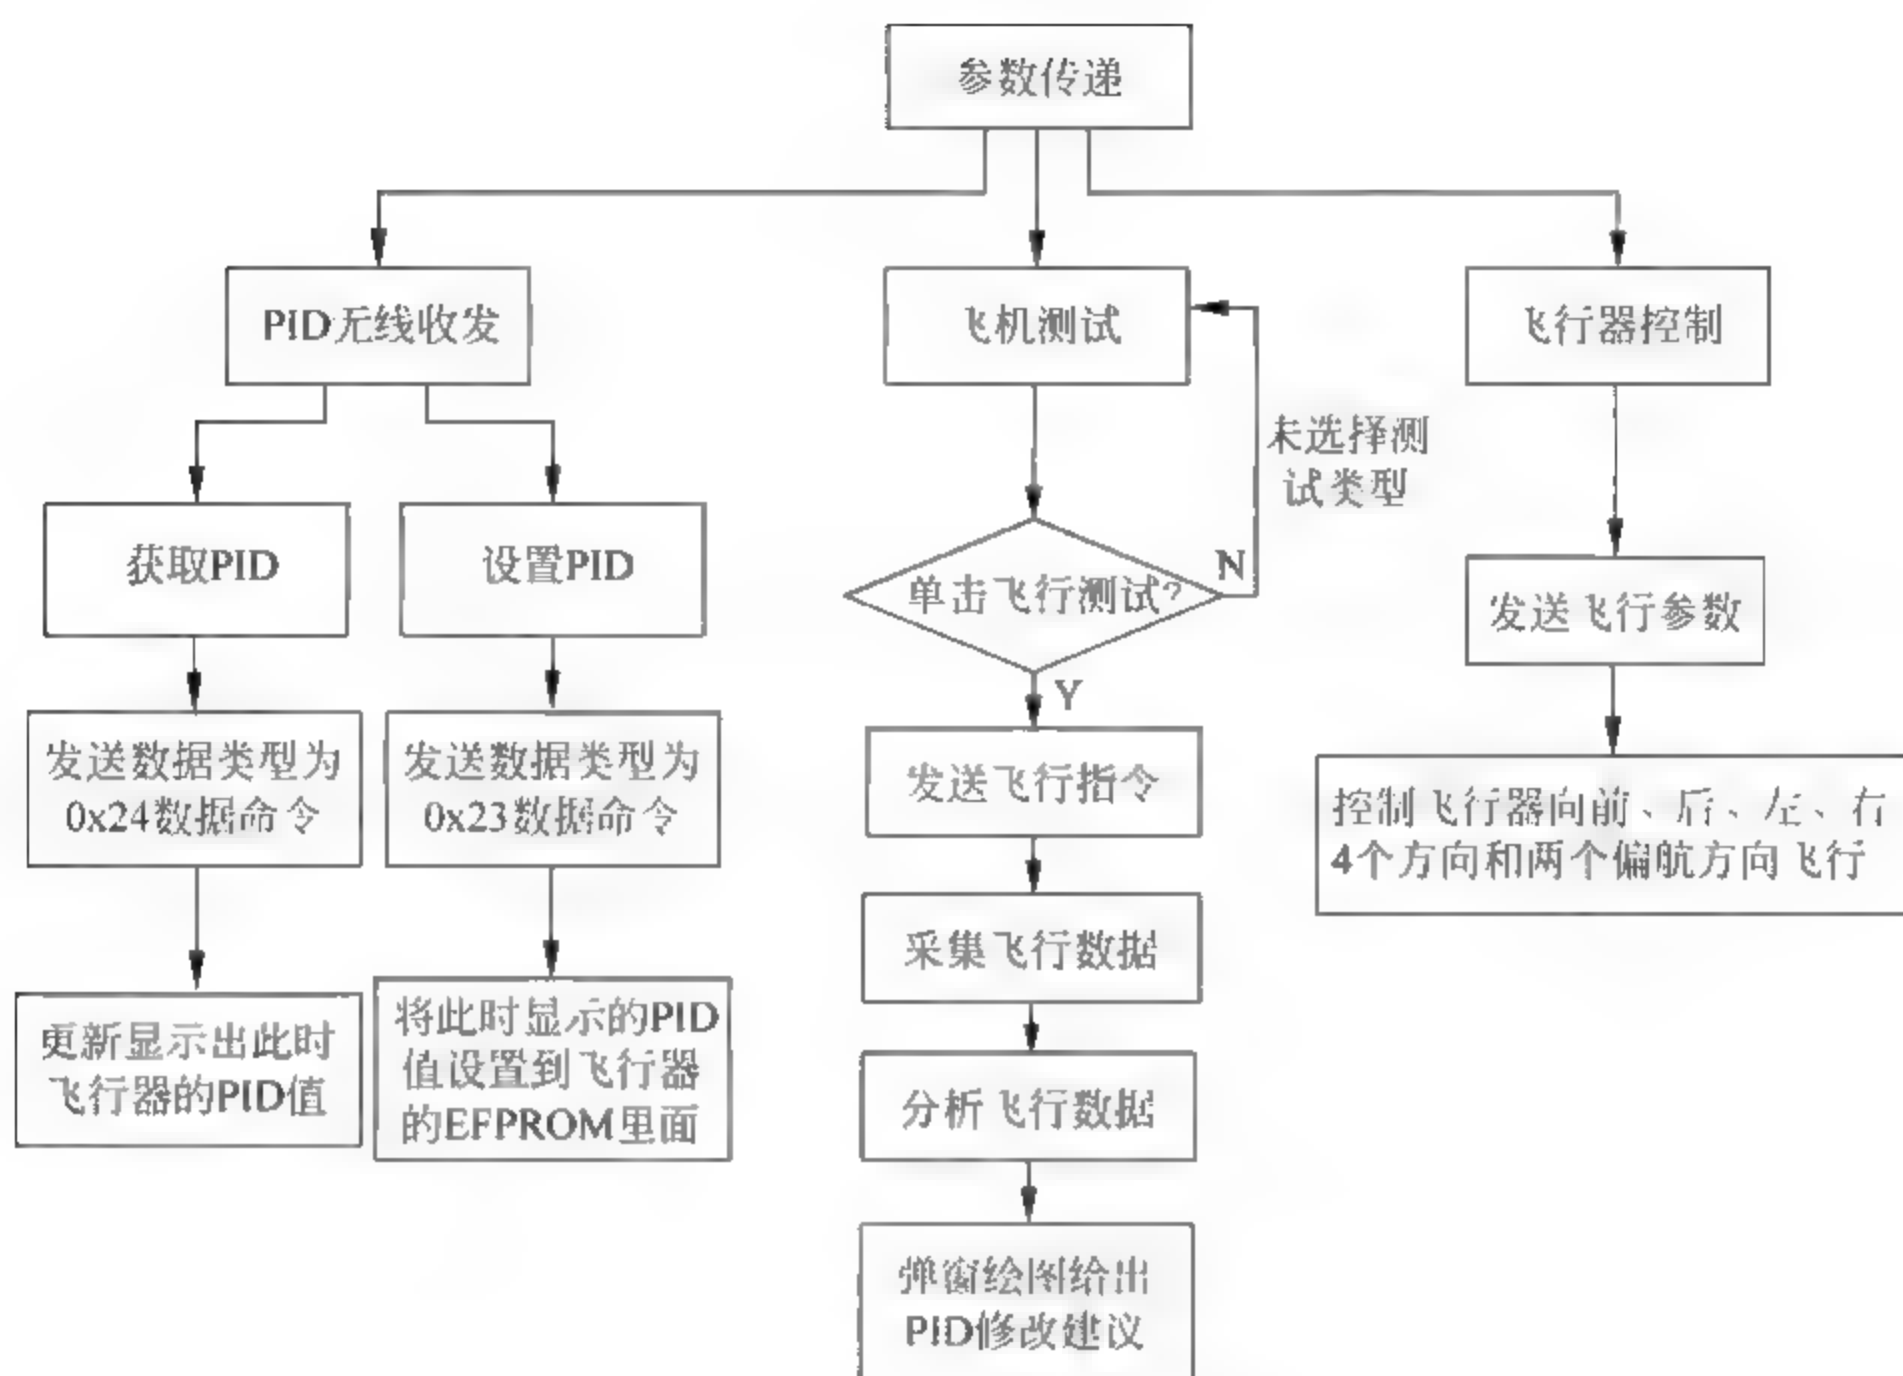 参数传递
PID无线收发
飞机测试
飞行器控制
未选择测
试类型
获取PID
设置PID
单击飞行测试?
N
Y
发送飞行参数
发送数据类型为
0x24数据命令
发送数据类型为
0x23数据命令
发送飞行指令
控制飞行器向前、后、左、右
4个方向和两个偏航方向飞行
采集飞行数据
更新显示出此时
飞行器的PID值
将此时显示的PID
值设置到飞行器
的EFPROM里面
分析飞行数据
弹窗绘图给出
PID修改建议